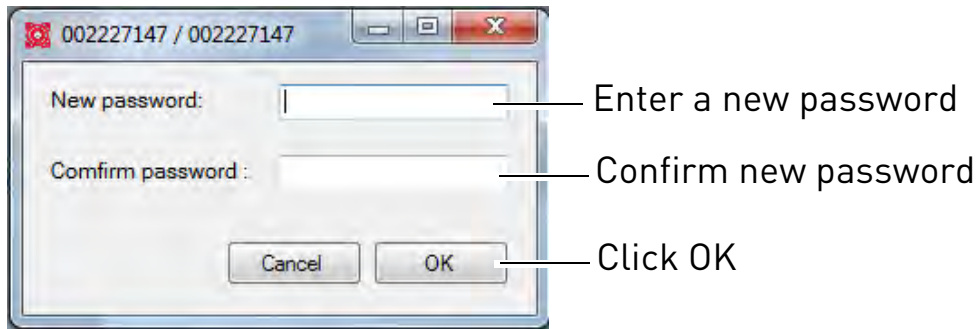 002227147 / 002227147
New password:
Enter a new password
Comfirm password :
Confirm new password
Cancel
OK
Click OK